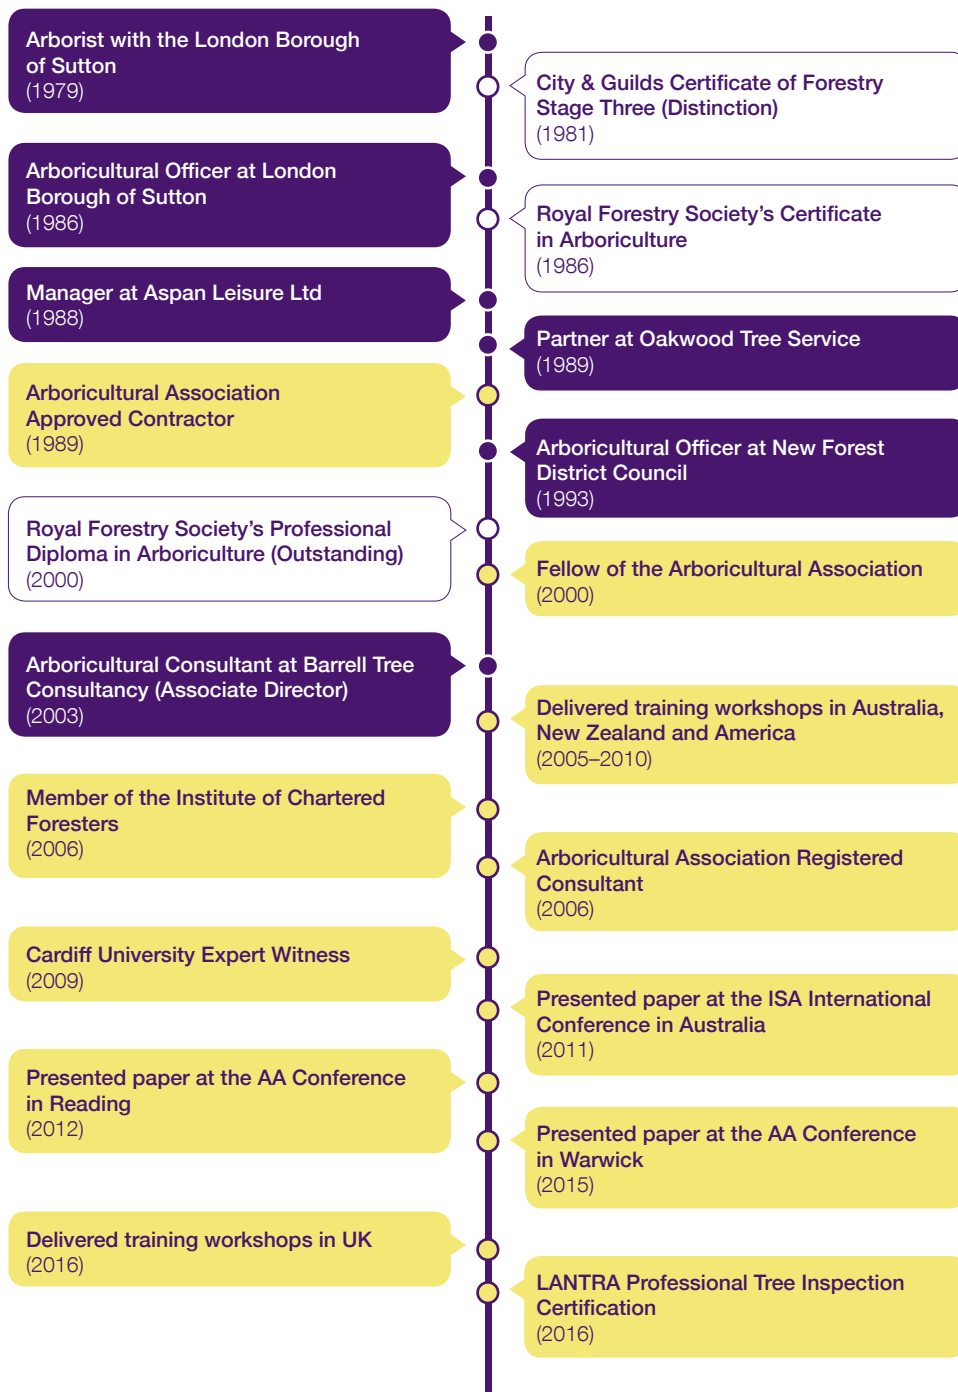 Arborist with the London Borough
of Sutton
(1979)
City & Guilds Certificate of Forestry
Stage Three (Distinction)
(1981)
Arboricultural Officer at London
Borough of Sutton
(1986)
Royal Forestry Society’s Certificate
in Arboriculture
(1986)
Manager at Aspan Leisure Ltd
(1988)
Partner at Oakwood Tree Service
(1989)
Arboricultural Association
Approved Contractor
(1989)
Arboricultural Officer at New Forest
District Council
(1993)
Royal Forestry Society’s Professional
Diploma in Arboriculture (Outstanding)
(2000)
Fellow of the Arboricultural Association
(2000)
Arboricultural Consultant at Barrell Tree
Consultancy (Associate Director)
(2003)
Delivered training workshops in Australia,
New Zealand and America
(2005–2010)
Member of the Institute of Chartered
Foresters
(2006)
Arboricultural Association Registered
Consultant
(2006)
Cardiff University Expert Witness
(2009)
Presented paper at the ISA International
Conference in Australia
(2011)
Presented paper at the AA Conference
in Reading
(2012)
Presented paper at the AA Conference
in Warwick
(2015)
Delivered training workshops in UK
(2016)
LANTRA Professional Tree Inspection
Certification
(2016)